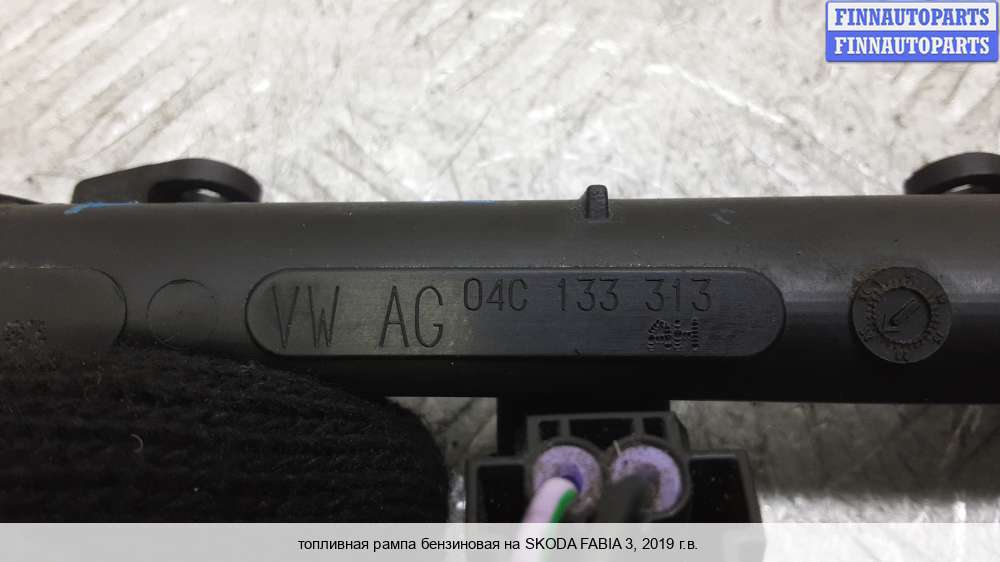 FINNAUTOPARTS
FINNAUTOPARTS
VW AG 04C 133 313
топливная рампа бензиновая на SKODA FABIA 3, 2019 г.в.